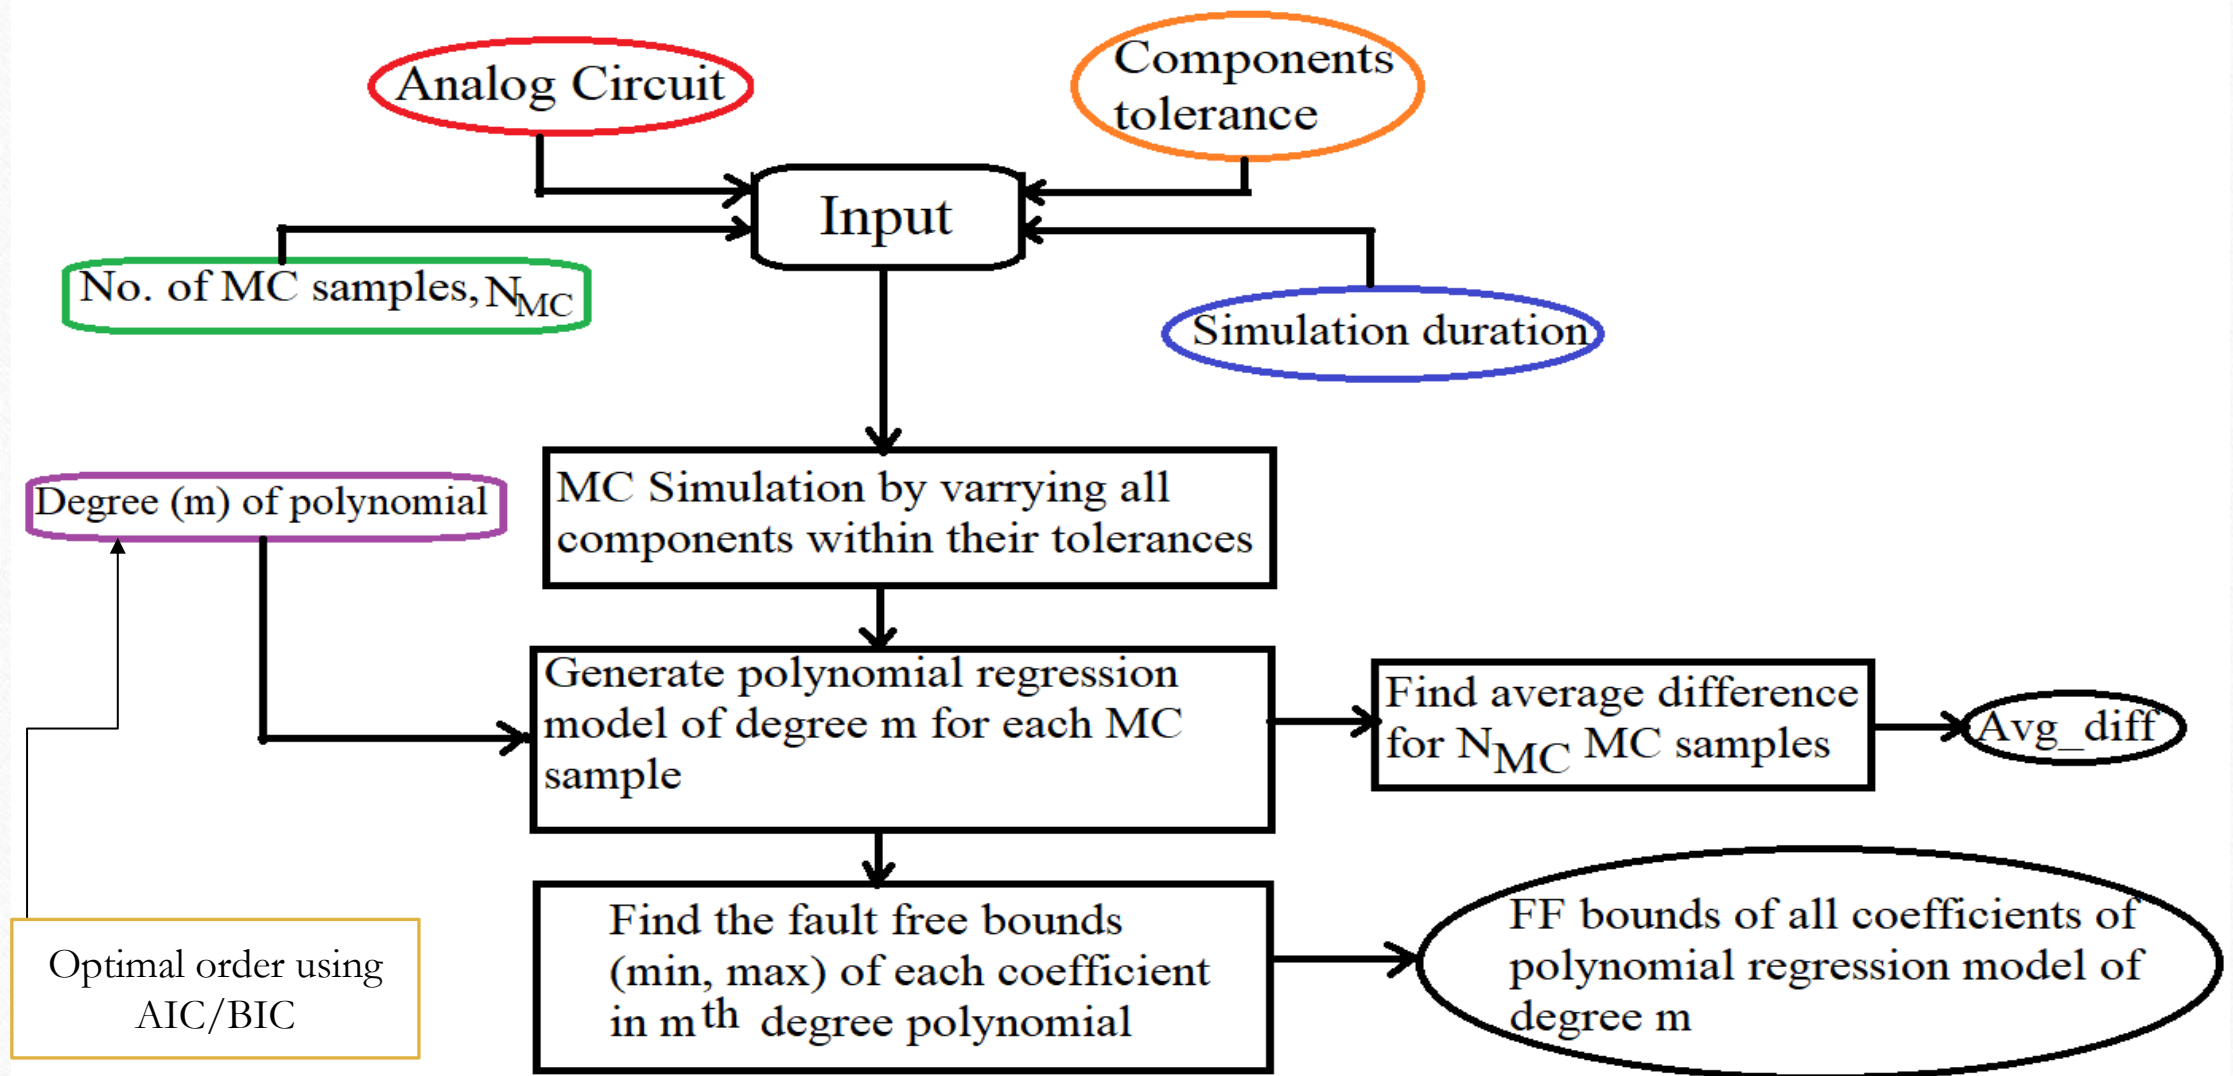 Analog Circuit
Components
tolerance
Input
No. of MC samples, N_MC
Simulation duration
Degree (m) of polynomial
MC Simulation by varrying all
components within their tolerances
Generate polynomial regression
model of degree m for each MC
sample
Find average difference
for N_MC MC samples
Avg_diff
Find the fault free bounds
(min, max) of each coefficient
in m^th degree polynomial
FF bounds of all coefficients of
polynomial regression model of
degree m
Optimal order using
AIC/BIC